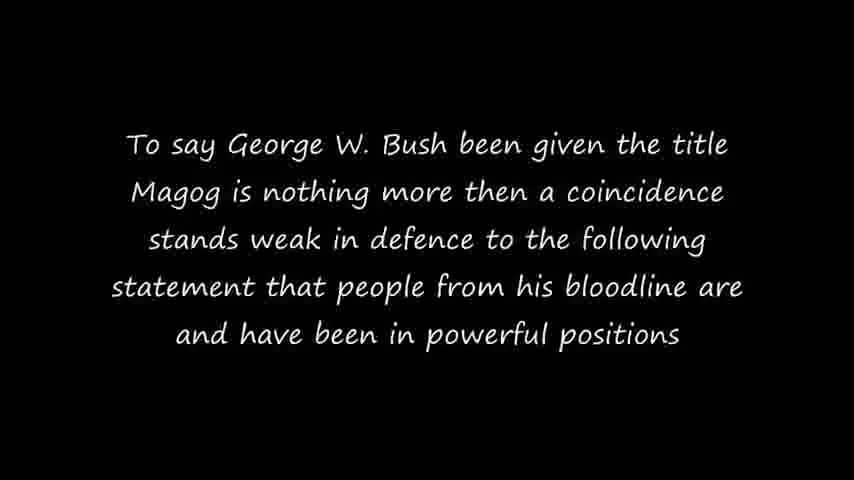 To say George W. Bush been given the title
Magog is nothing more then a coincidence
stands weak in defence to the following
statement that people from his bloodline are
and have been in powerful positions